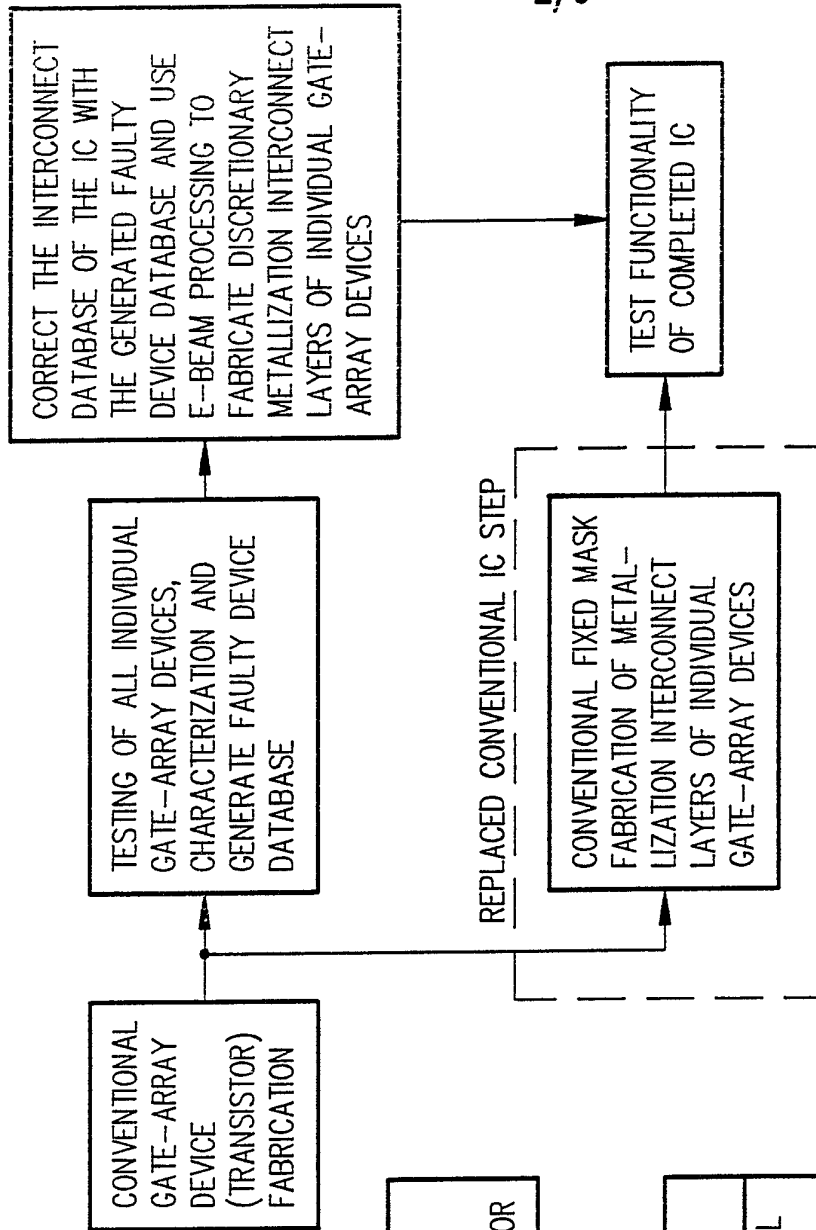 CONVENTIONAL
GATE-ARRAY
DEVICE
(TRANSISTOR)
FABRICATION
TESTING OF ALL INDIVIDUAL
GATE-ARRAY DEVICES,
CHARACTERIZATION AND
GENERATE FAULTY DEVICE
DATABASE
CORRECT THE INTERCONNECT
DATABASE OF THE IC WITH
THE GENERATED FAULTY
DEVICE DATABASE AND USE
E-BEAM PROCESSING TO
FABRICATE DISCRETIONARY
METALLIZATION INTERCONNECT
LAYERS OF INDIVIDUAL GATE-
ARRAY DEVICES
REPLACED CONVENTIONAL IC STEP
CONVENTIONAL FIXED MASK
FABRICATION OF METAL-
LIZATION INTERCONNECT
LAYERS OF INDIVIDUAL
GATE-ARRAY DEVICES
TEST FUNCTIONALITY
OF COMPLETED IC
OR
L